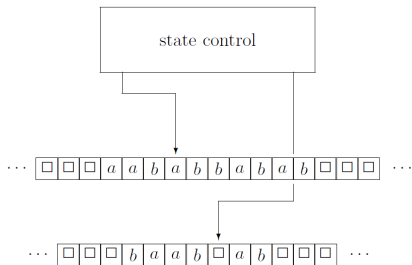 state control
··· □ □ □ a a b a b b a b a b □ □ □ ···
··· □ □ □ b a a b □ a b □ □ □ ···